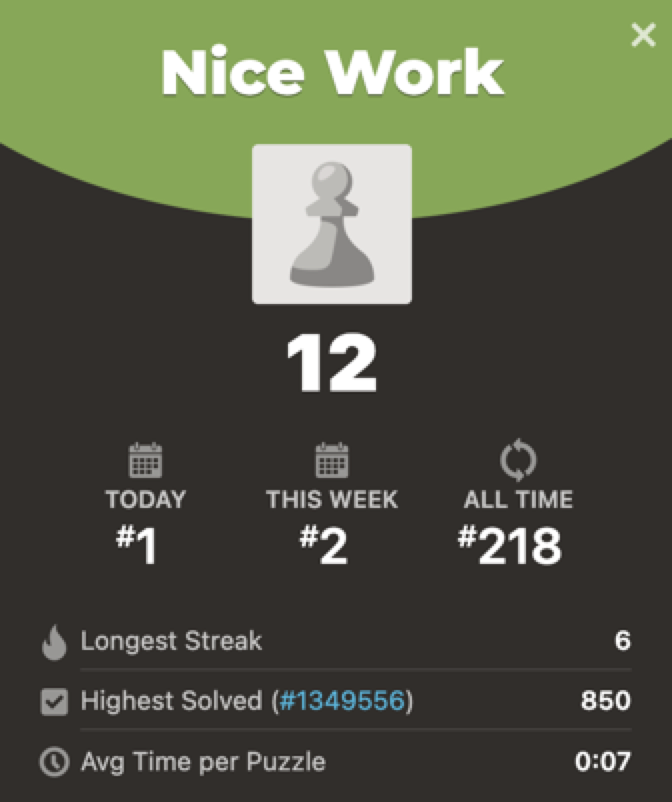 Nice Work
12
TODAY THIS WEEK ALL TIME
#1 #2 #218
Longest Streak 6
Highest Solved (#1349556) 850
Avg Time per Puzzle 0:07